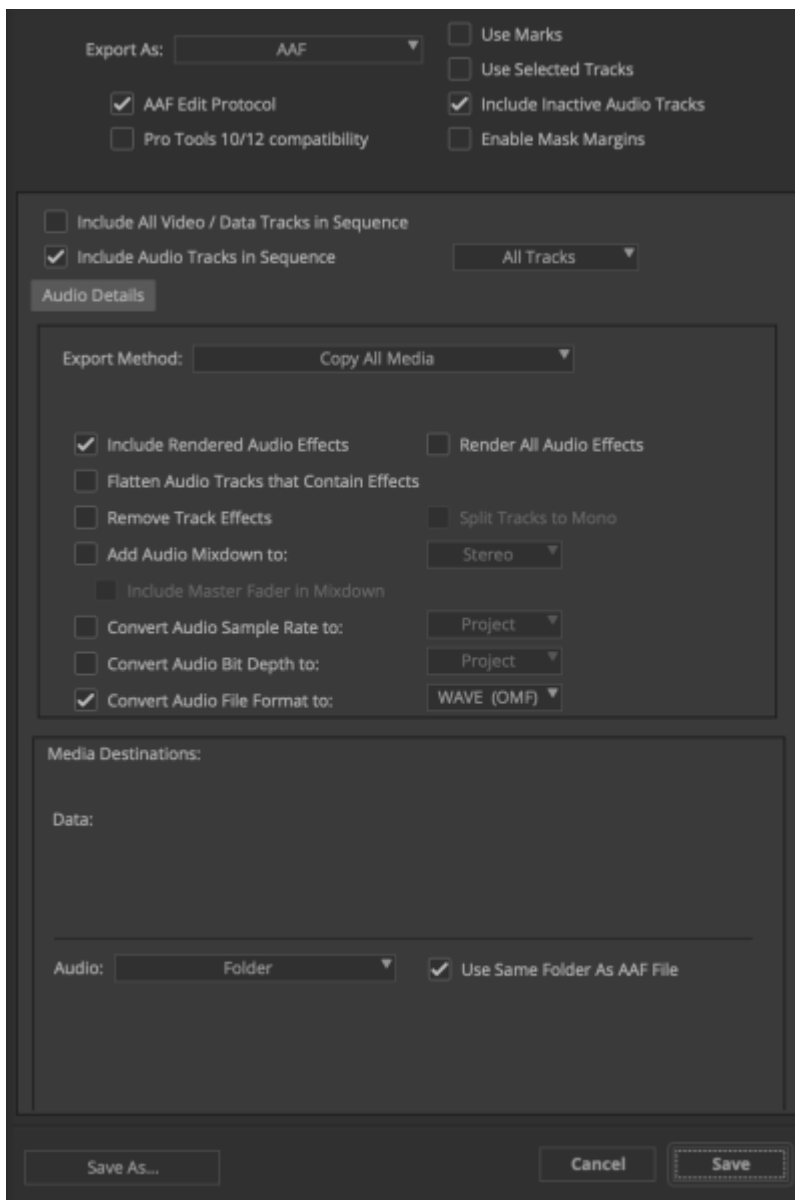 Export As: AAF
Use Marks
Use Selected Tracks
AAF Edit Protocol
Include Inactive Audio Tracks
Pro Tools 10/12 compatibility
Enable Mask Margins
Include All Video / Data Tracks in Sequence
Include Audio Tracks in Sequence All Tracks
Audio Details
Export Method: Copy All Media
Include Rendered Audio Effects Render All Audio Effects
Flatten Audio Tracks that Contain Effects
Remove Track Effects Split Tracks to Mono
Add Audio Mixdown to: Stereo
Include Master Fader in Mixdown
Convert Audio Sample Rate to: Project
Convert Audio Bit Depth to: Project
Convert Audio File Format to: WAVE (OMF)
Media Destinations:
Data:
Audio: Folder Use Same Folder As AAF File
Save As... Cancel Save